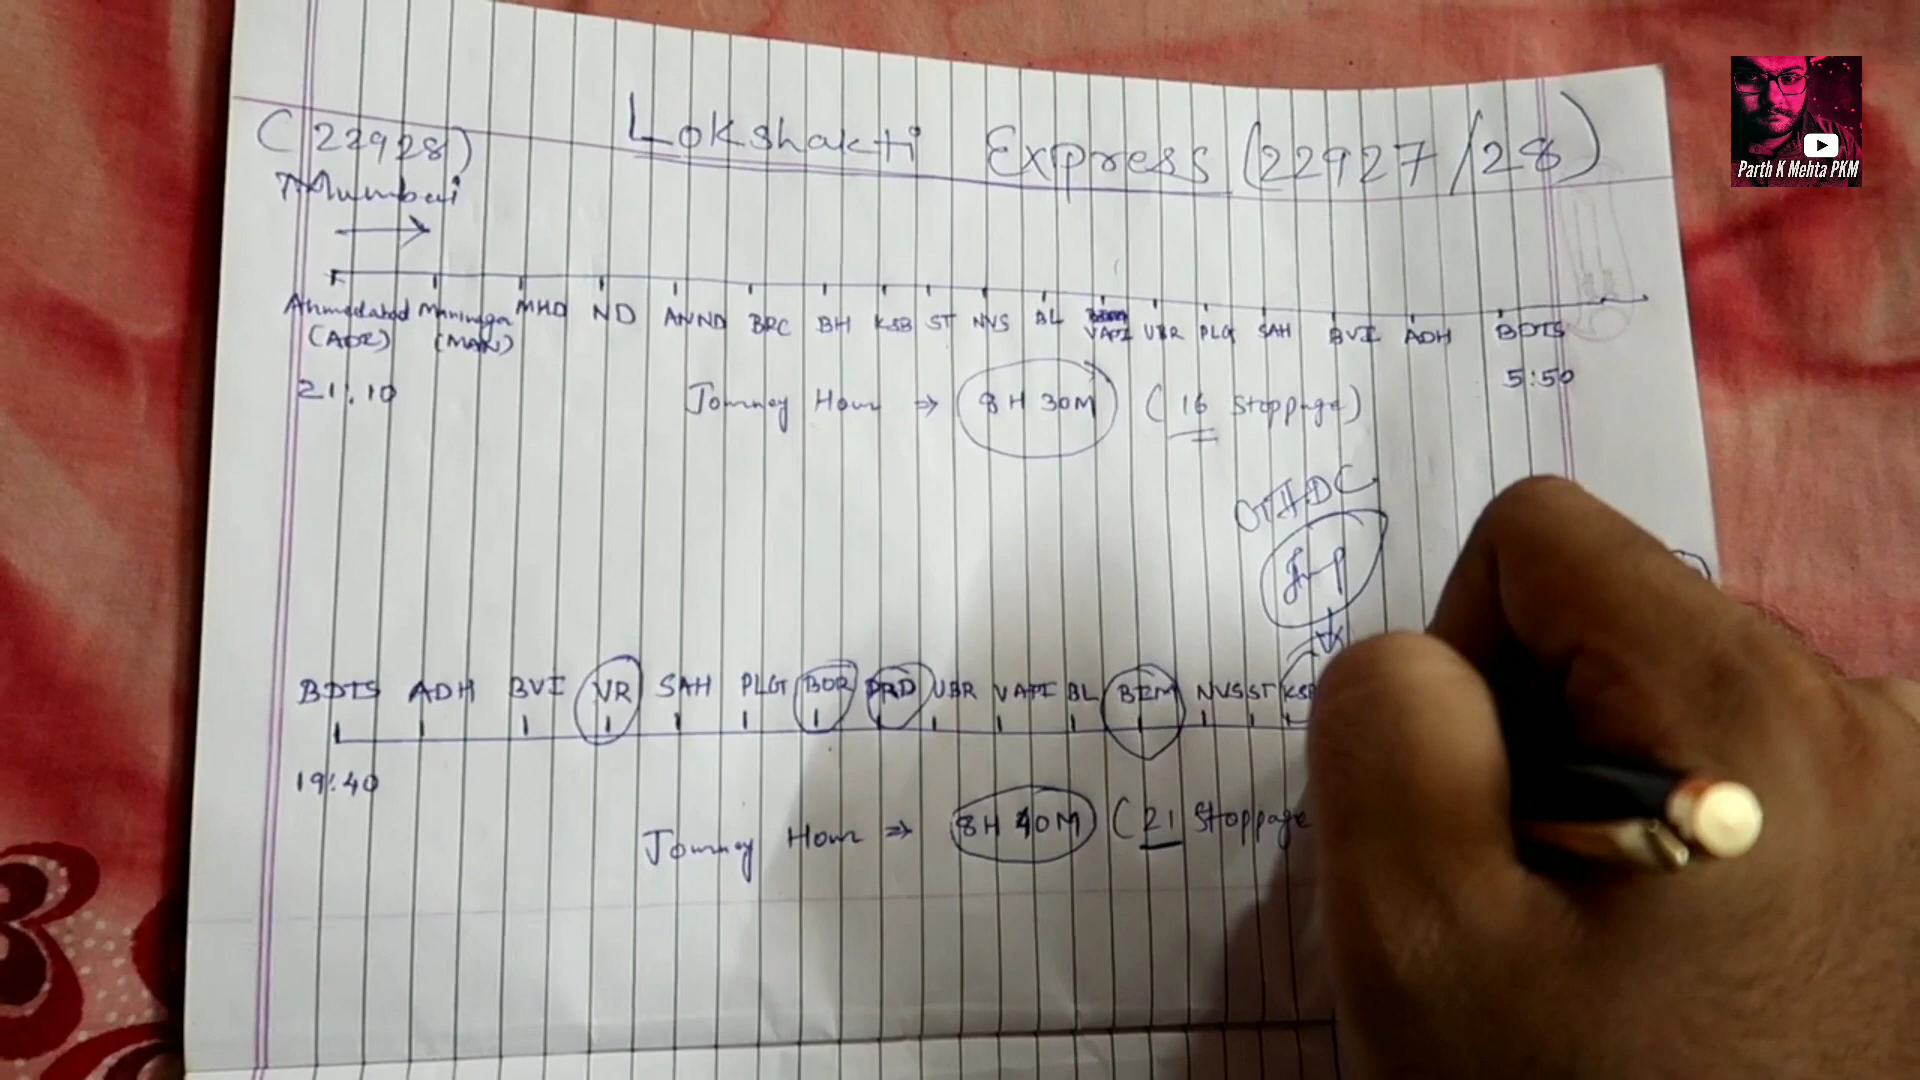 (22928) Lokshakti Express (22927/28)
Mumbai
Ahmedabad Maninagar MHD ND ANND BRC BH KSB ST NVS BL VAPI UBR PLG SAH BVI ADH BDTS
(ADI) (MAN)
21:10 5:50
Journey Hour ⇒ 8H 30M (16 Stoppage)
OTHDC
Jump
BDTS ADH BVI VR SAH PLG BOR DRD UBR VAPI BL BIM NVS ST KSB
19:40
Journey Hour ⇒ 8H 40M (21 Stoppage
Parth K Mehta PKM